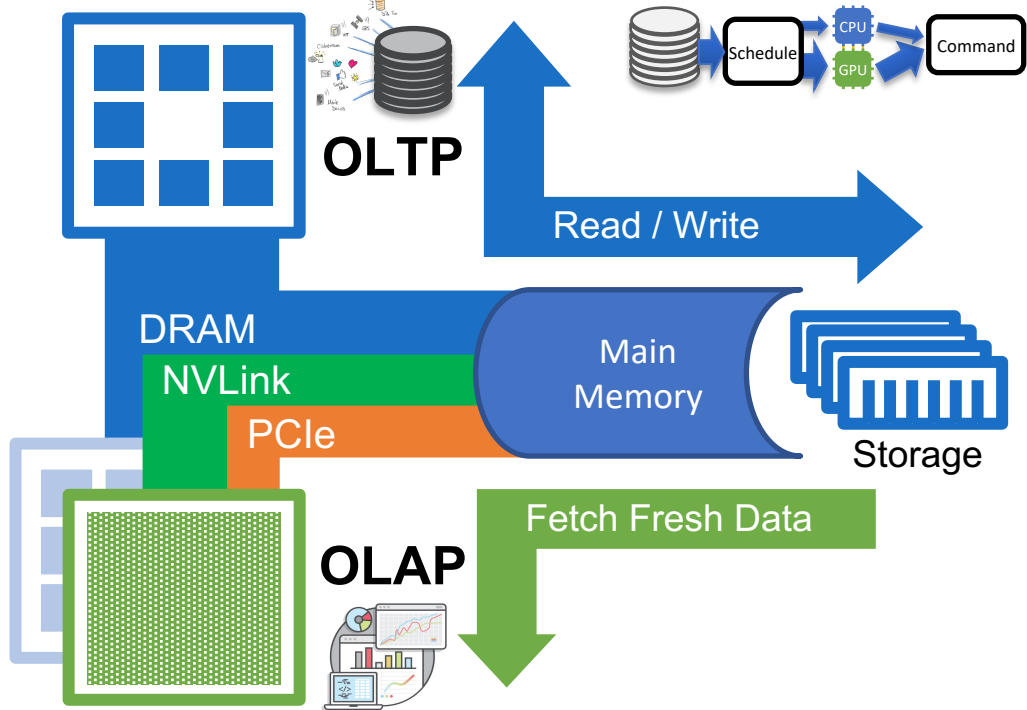 OLTP
Schedule
CPU
GPU
Command
Read / Write
DRAM
NVLink
PCIe
Main
Memory
Storage
Fetch Fresh Data
OLAP